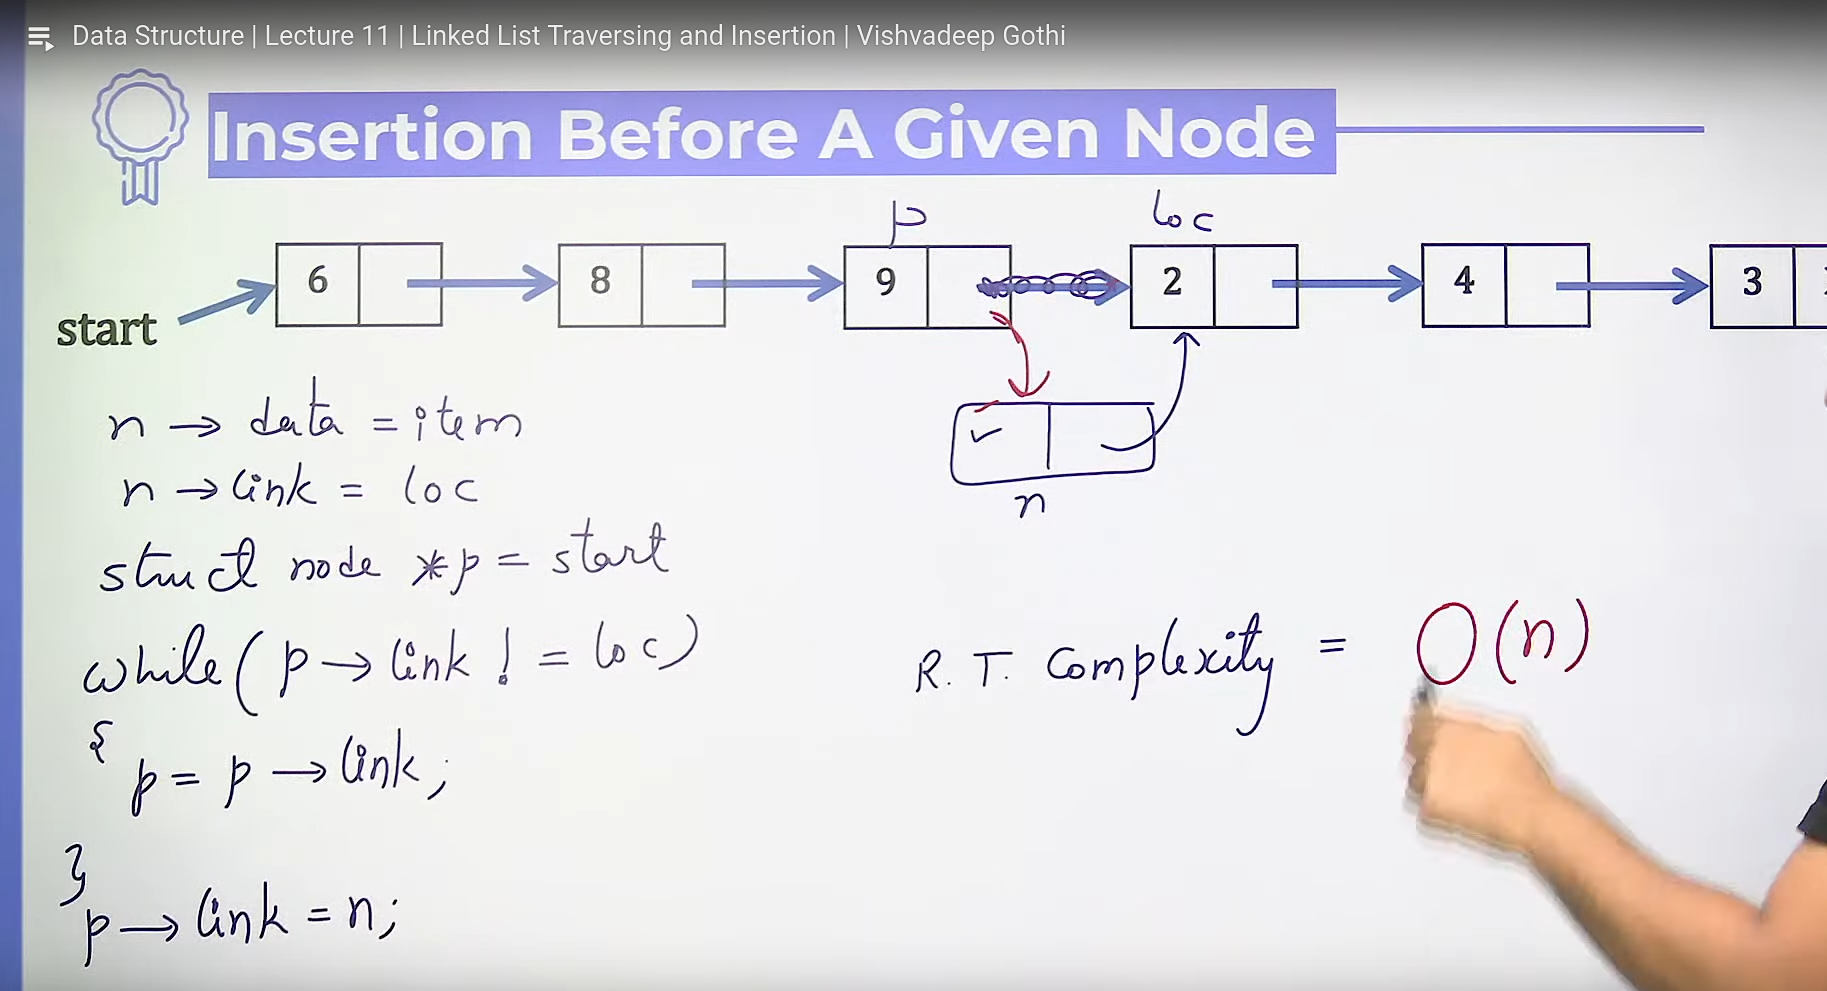 Data Structure | Lecture 11 | Linked List Traversing and Insertion | Vishvadeep Gothi
Insertion Before A Given Node
p loc
start 6 8 9 2 4 3
n
n → data = item
n → link = loc
struct node *p = start
while ( p → link ! = loc)
{
p = p → link;
}
p → link = n;
R. T. Complexity = O(n)